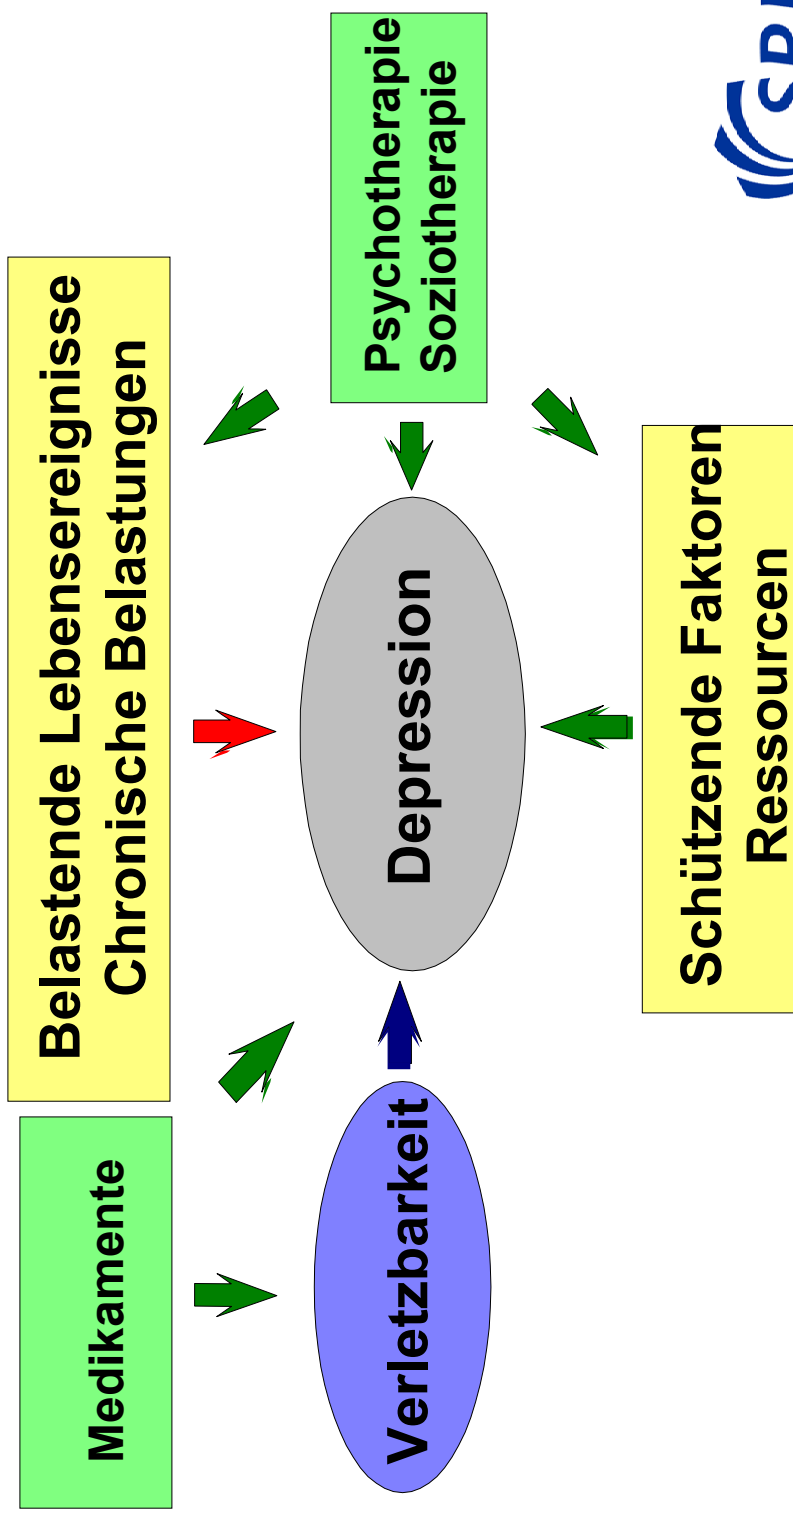 Medikamente
Belastende Lebensereignisse
Chronische Belastungen
Verletzbarkeit
Depression
Psychotherapie
Soziotherapie
Schützende Faktoren
Ressourcen